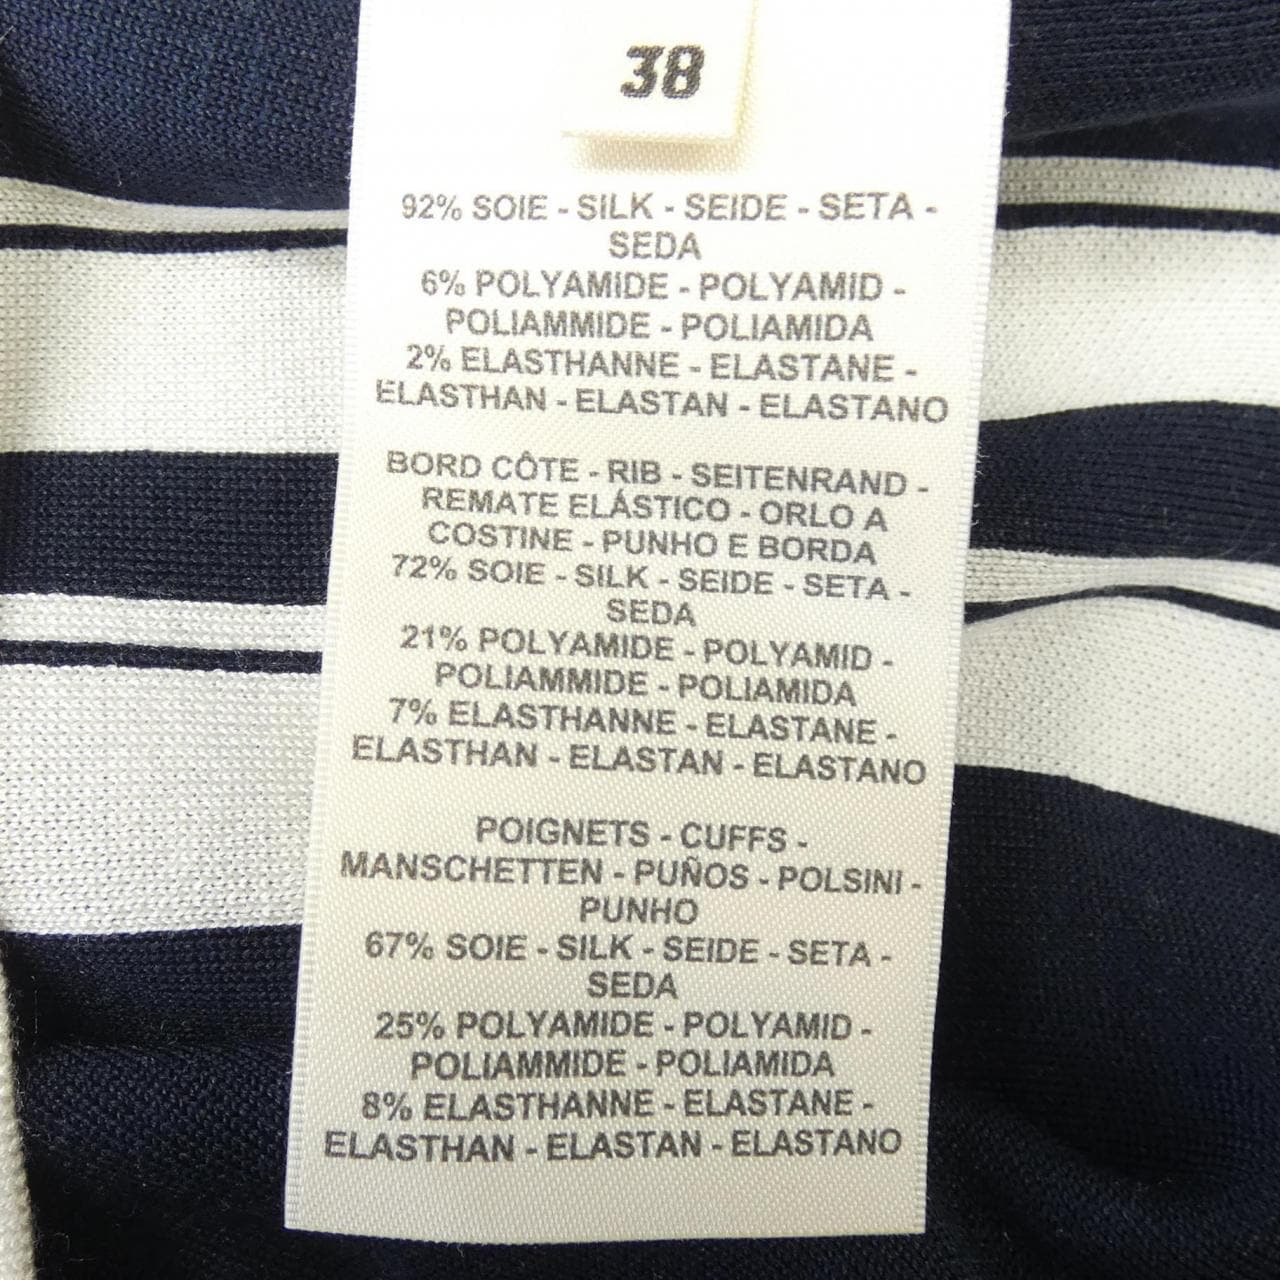 38
92% SOIE - SILK - SEIDE - SETA -
SEDA
6% POLYAMIDE - POLYAMID -
POLIAMMIDE - POLIAMIDA
2% ELASTHANNE - ELASTANE -
ELASTHAN - ELASTAN - ELASTANO
BORD CÔTE - RIB - SEITENRAND -
REMATE ELÁSTICO - ORLO A
COSTINE - PUNHO E BORDA
72% SOIE - SILK - SEIDE - SETA -
SEDA
21% POLYAMIDE - POLYAMID -
POLIAMMIDE - POLIAMIDA
7% ELASTHANNE - ELASTANE -
ELASTHAN - ELASTAN - ELASTANO
POIGNETS - CUFFS -
MANSCHETTEN - PUÑOS - POLSINI -
PUNHO
67% SOIE - SILK - SEIDE - SETA -
SEDA
25% POLYAMIDE - POLYAMID -
POLIAMMIDE - POLIAMIDA
8% ELASTHANNE - ELASTANE -
ELASTHAN - ELASTAN - ELASTANO